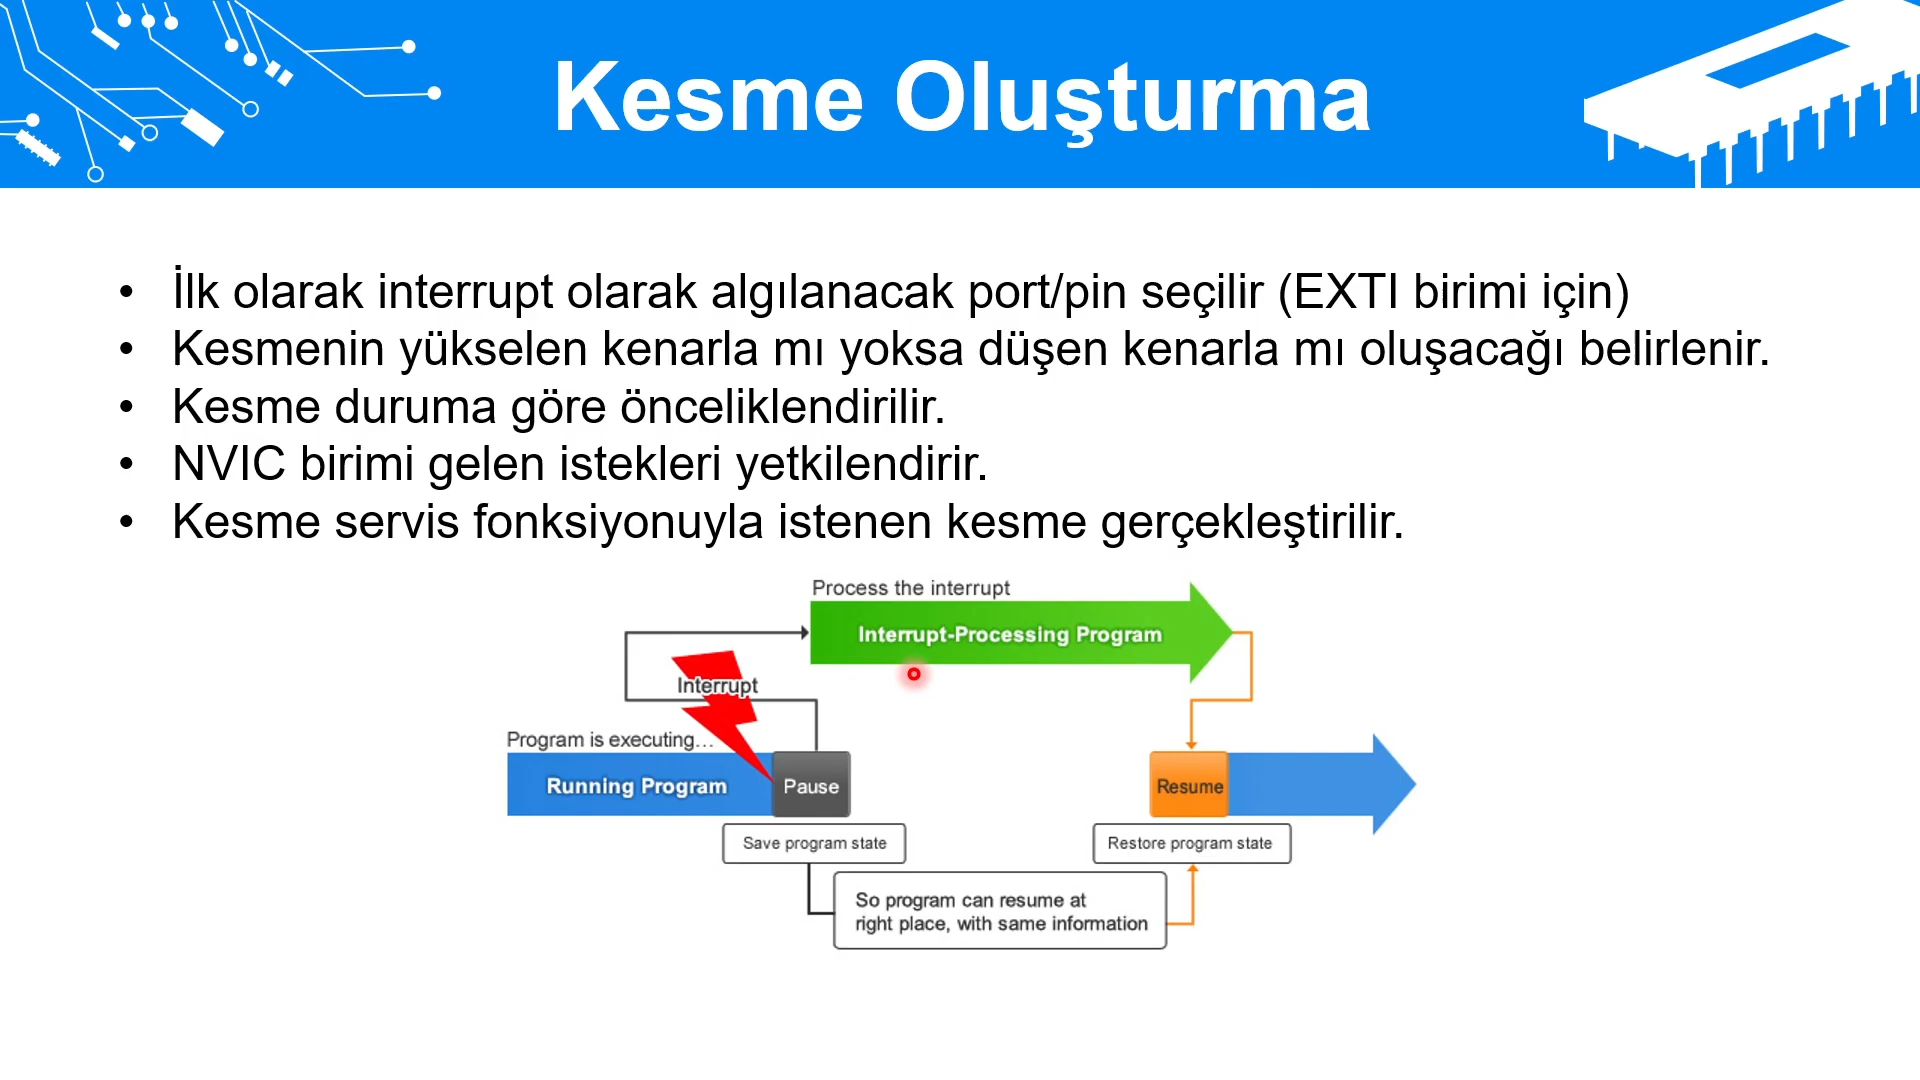 Kesme Oluşturma
• İlk olarak interrupt olarak algılanacak port/pin seçilir (EXTI birimi için)
• Kesmenin yükselen kenarla mı yoksa düşen kenarla mı oluşacağı belirlenir.
• Kesme duruma göre önceliklendirilir.
• NVIC birimi gelen istekleri yetkilendirir.
• Kesme servis fonksiyonuyla istenen kesme gerçekleştirilir.
Process the interrupt
Interrupt-Processing Program
Interrupt
Program is executing...
Running Program
Pause
Resume
Save program state
Restore program state
So program can resume at
right place, with same information